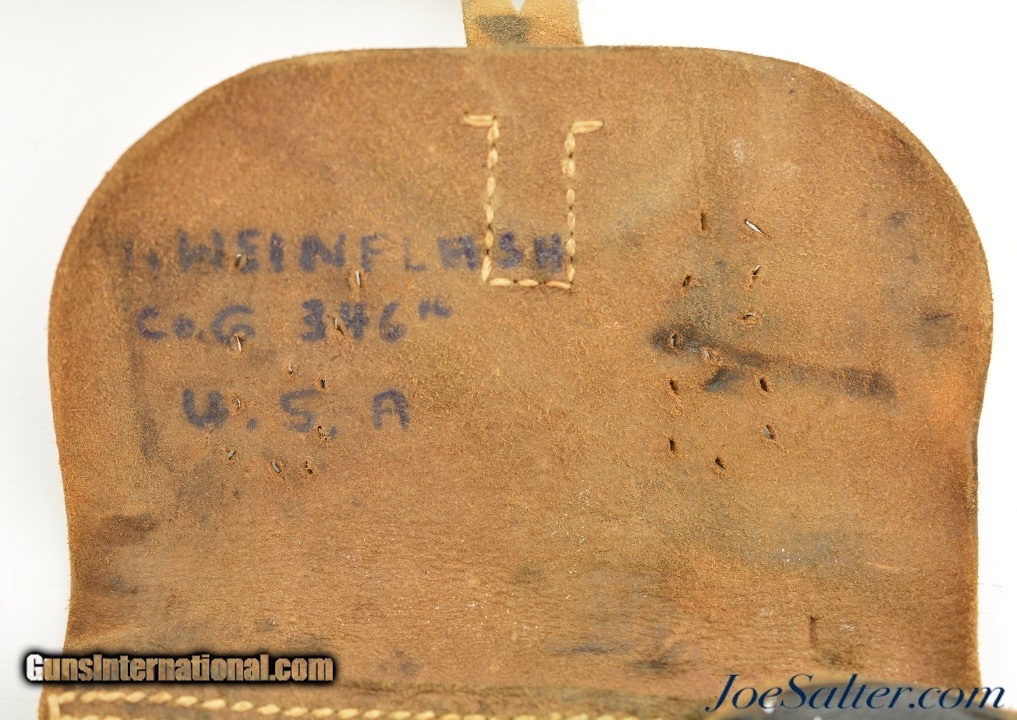 I. WEINFLASH
Co. G 346TH
U.S.A
GunsInternational.com
JoeSalter.com